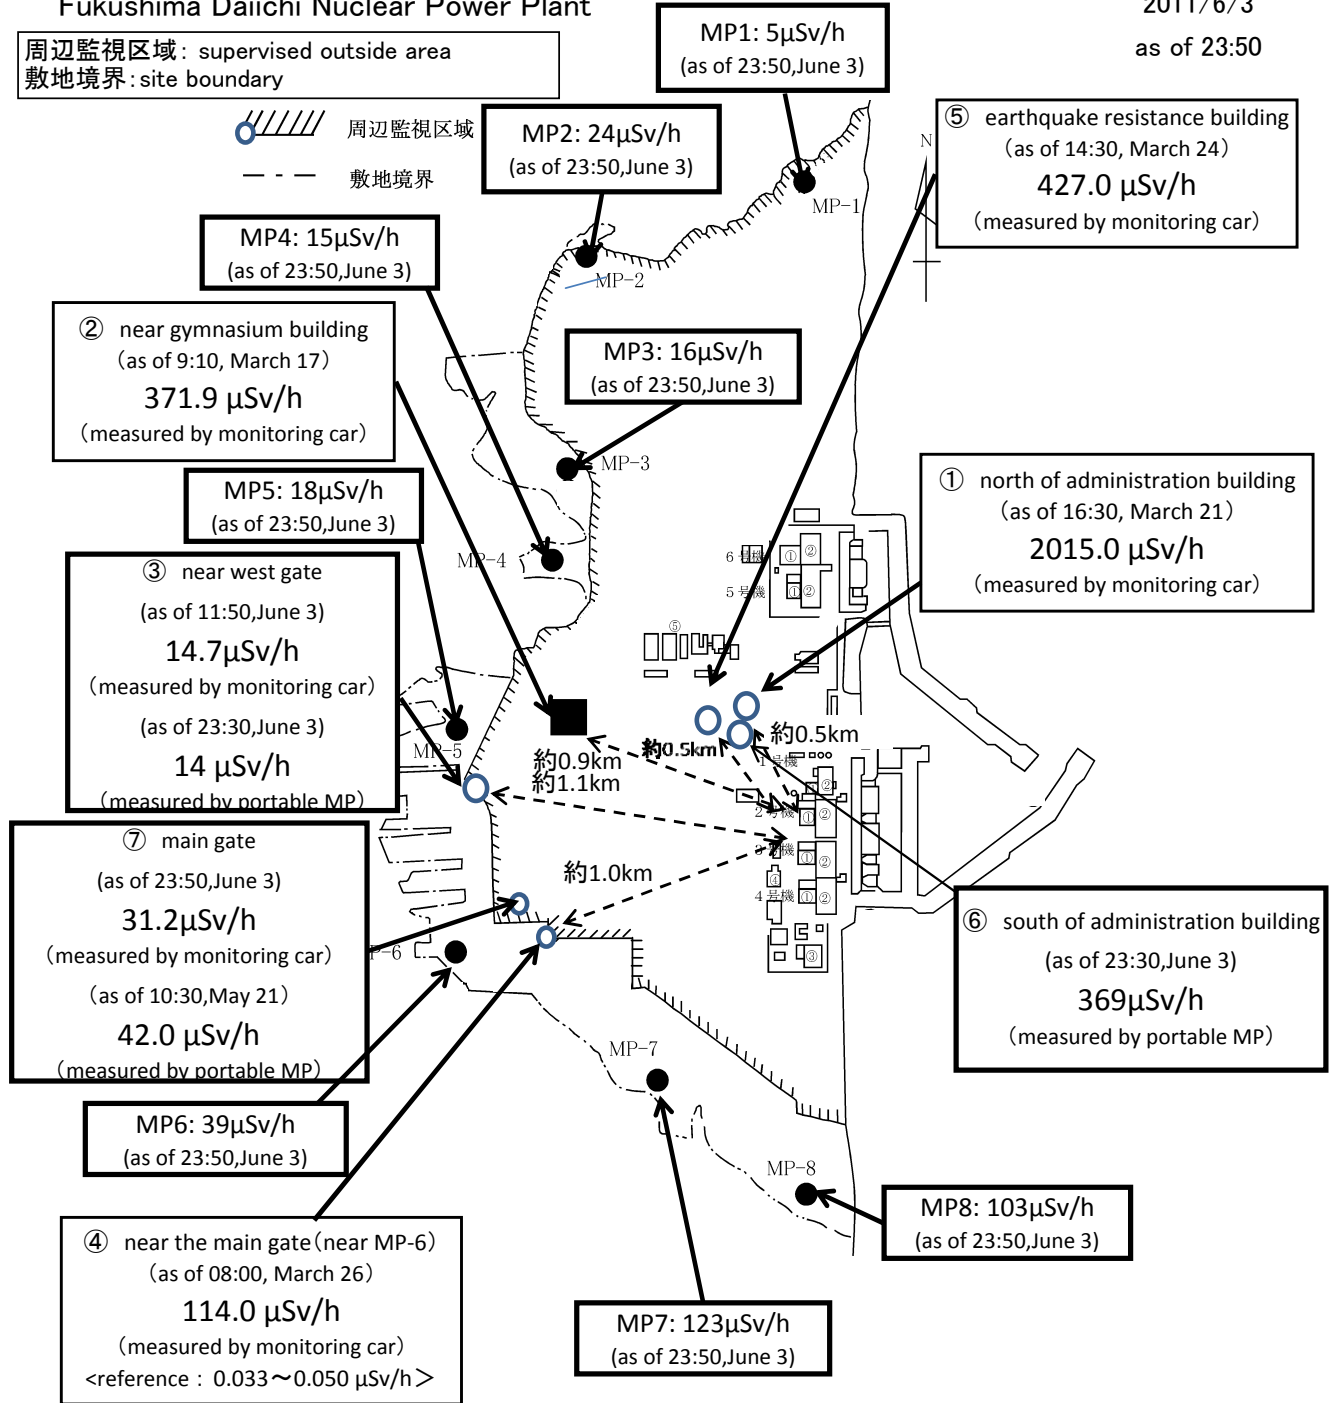 Fukushima Daiichi Nuclear Power Plant
2011/6/3
as of 23:50
周辺監視区域: supervised outside area
敷地境界:site boundary
周辺監視区域
敷地境界
MP1: 5μSv/h
(as of 23:50,June 3)
MP2: 24μSv/h
(as of 23:50,June 3)
⑤ earthquake resistance building
(as of 14:30, March 24)
427.0 μSv/h
(measured by monitoring car)
N
MP-1
MP4: 15μSv/h
(as of 23:50,June 3)
MP-2
② near gymnasium building
(as of 9:10, March 17)
371.9 μSv/h
(measured by monitoring car)
MP3: 16μSv/h
(as of 23:50,June 3)
MP-3
MP5: 18μSv/h
(as of 23:50,June 3)
① north of administration building
(as of 16:30, March 21)
2015.0 μSv/h
(measured by monitoring car)
MP-4
6号機
① ②
5号機
① ②
⑤
③ near west gate
(as of 11:50,June 3)
14.7μSv/h
(measured by monitoring car)
(as of 23:30,June 3)
14 μSv/h
(measured by portable MP)
MP-5
約0.9km
約1.1km
約0.5km
約0.5km
1号機
②
2号機
① ②
3号機
① ②
④
4号機
① ②
③
約1.0km
⑦ main gate
(as of 23:50,June 3)
31.2μSv/h
(measured by monitoring car)
(as of 10:30,May 21)
42.0 μSv/h
(measured by portable MP)
P-6
⑥ south of administration building
(as of 23:30,June 3)
369μSv/h
(measured by portable MP)
MP-7
MP6: 39μSv/h
(as of 23:50,June 3)
MP-8
MP8: 103μSv/h
(as of 23:50,June 3)
④ near the main gate(near MP-6)
(as of 08:00, March 26)
114.0 μSv/h
(measured by monitoring car)
<reference : 0.033～0.050 μSv/h＞
MP7: 123μSv/h
(as of 23:50,June 3)